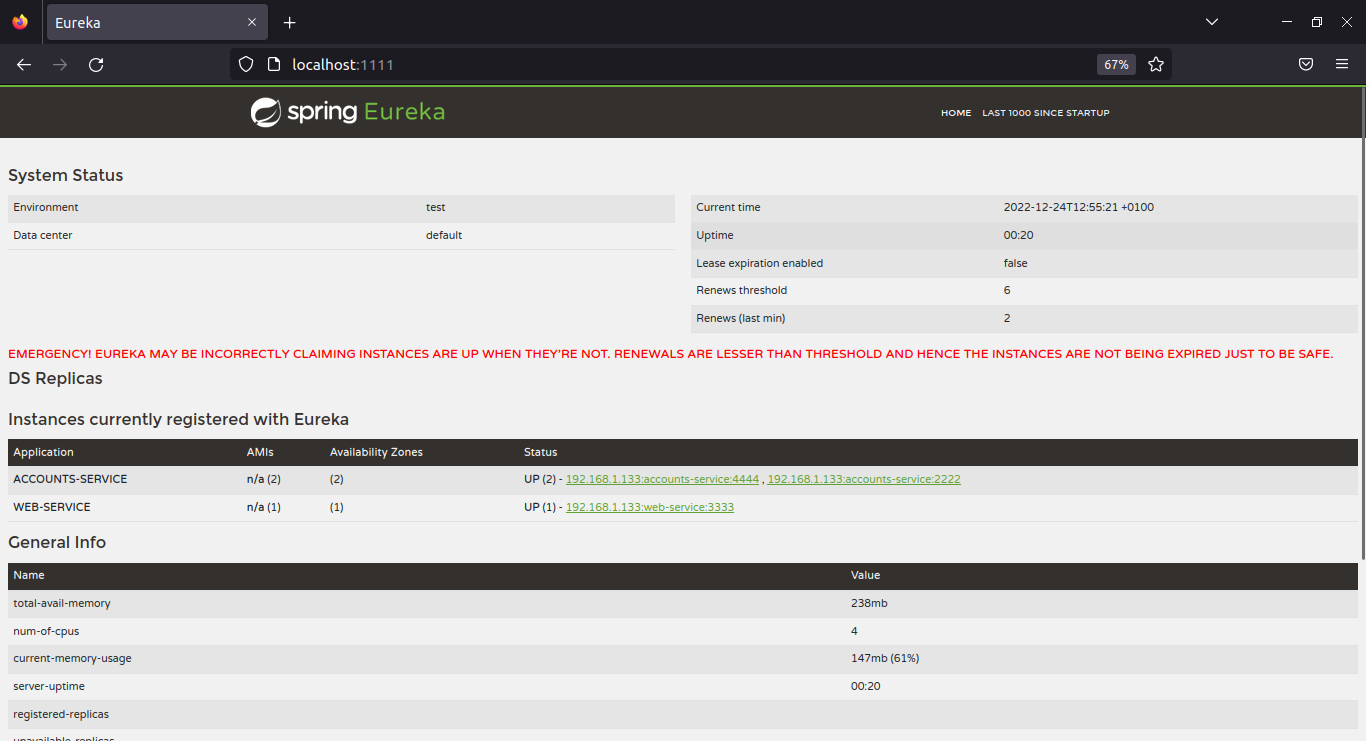 Eureka
localhost:1111 67%
spring Eureka HOME LAST 1000 SINCE STARTUP
System Status
Environment test
Data center default
Current time 2022-12-24T12:55:21 +0100
Uptime 00:20
Lease expiration enabled false
Renews threshold 6
Renews (last min) 2
EMERGENCY! EUREKA MAY BE INCORRECTLY CLAIMING INSTANCES ARE UP WHEN THEY'RE NOT. RENEWALS ARE LESSER THAN THRESHOLD AND HENCE THE INSTANCES ARE NOT BEING EXPIRED JUST TO BE SAFE.
DS Replicas
Instances currently registered with Eureka
Application AMIs Availability Zones Status
ACCOUNTS-SERVICE n/a (2) (2) UP (2) - 192.168.1.133:accounts-service:4444 , 192.168.1.133:accounts-service:2222
WEB-SERVICE n/a (1) (1) UP (1) - 192.168.1.133:web-service:3333
General Info
Name Value
total-avail-memory 238mb
num-of-cpus 4
current-memory-usage 147mb (61%)
server-uptime 00:20
registered-replicas
unavailable-replicas